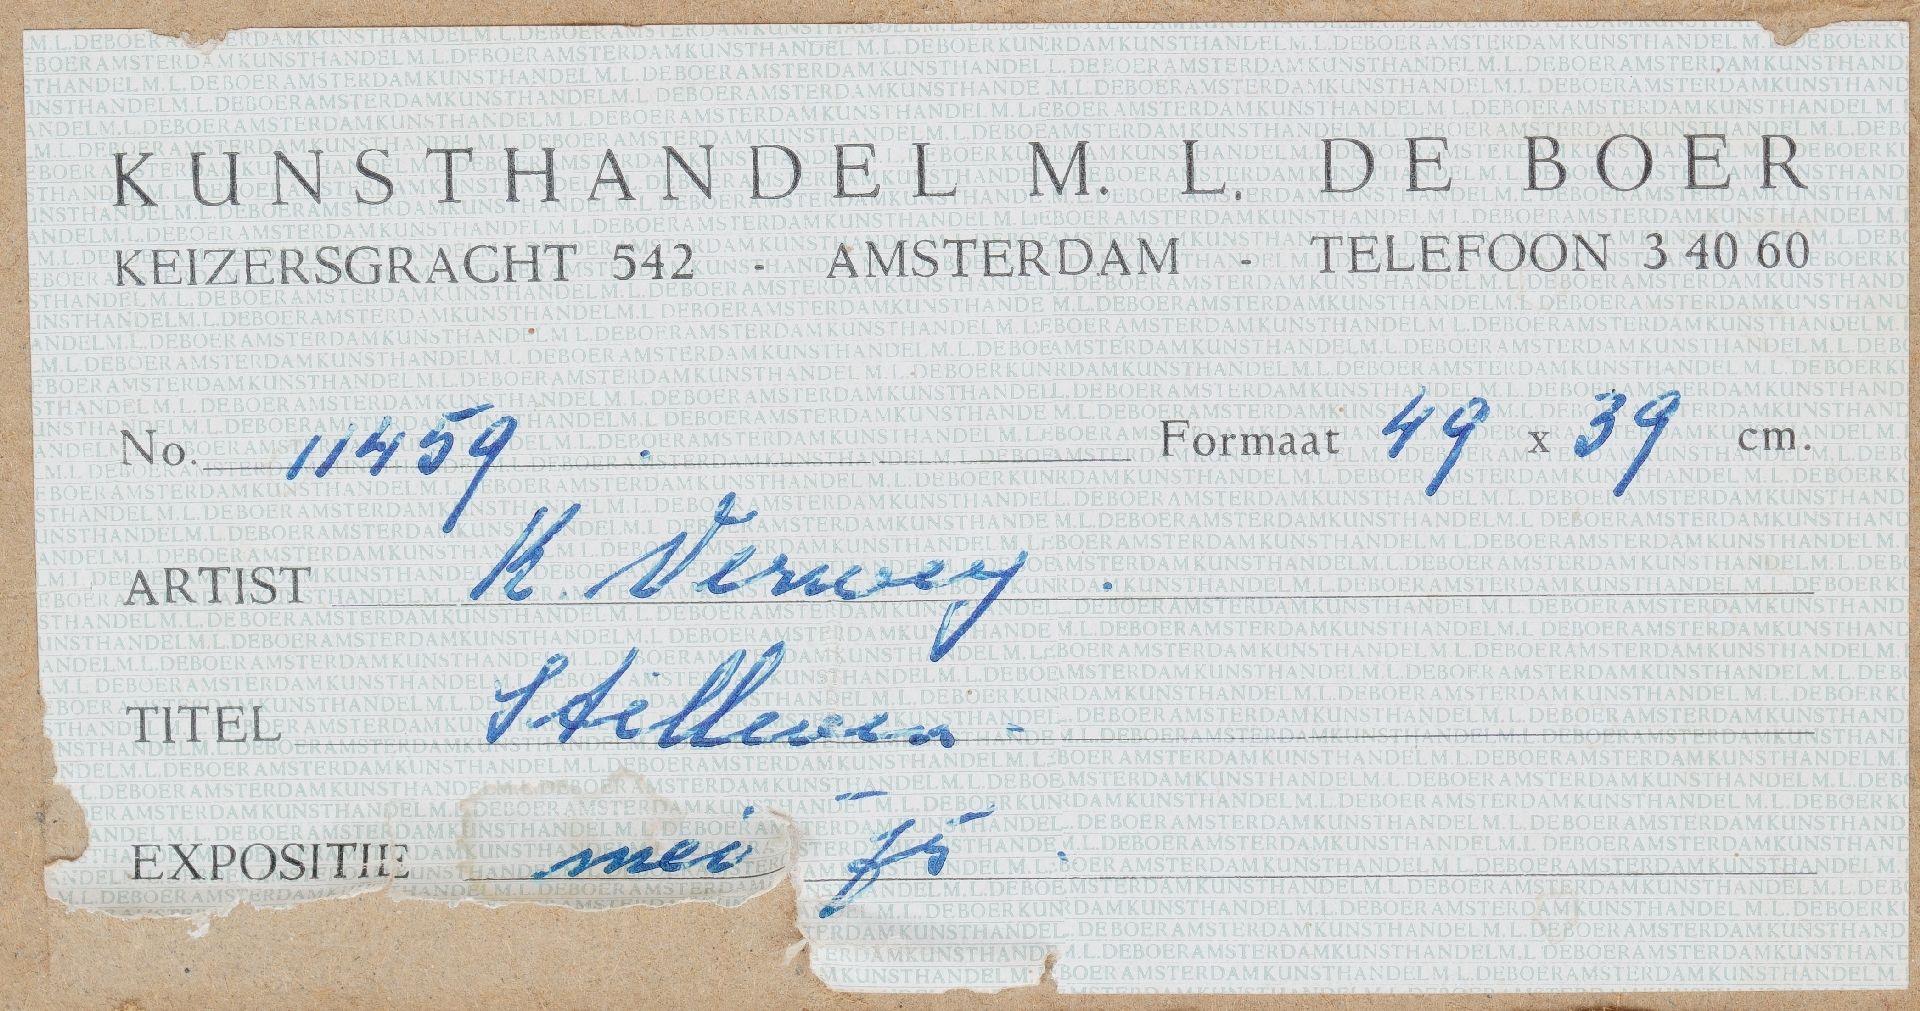 KUNSTHANDEL M. L. DE BOER
KEIZERSGRACHT 542 - AMSTERDAM - TELEFOON 3 40 60
No. 11459 Formaat 49 x 39 cm.
ARTIST K. Verwey
TITEL Stilleven
EXPOSITIE mei 75